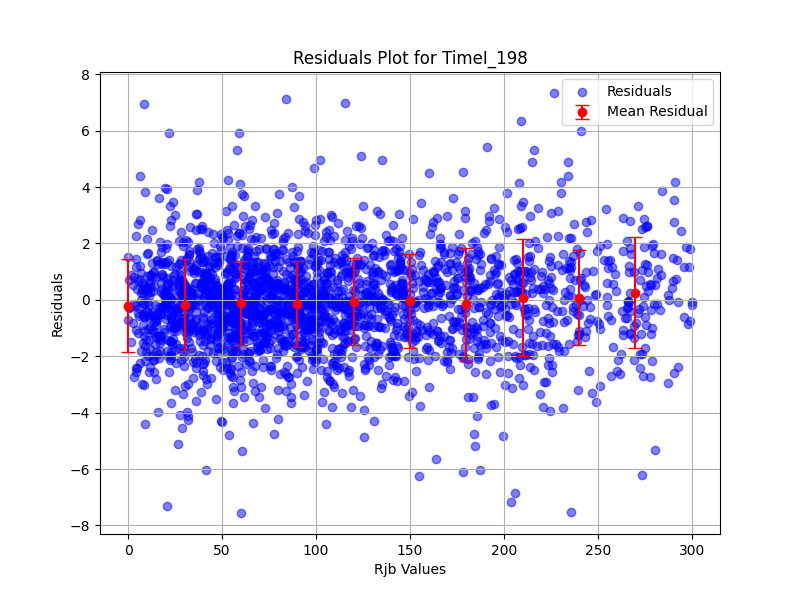 Residuals Plot for TimeI_198
8
6
4
2
0
−2
−4
−6
−8
Residuals
Residuals
Mean Residual
0 50 100 150 200 250 300
Rjb Values